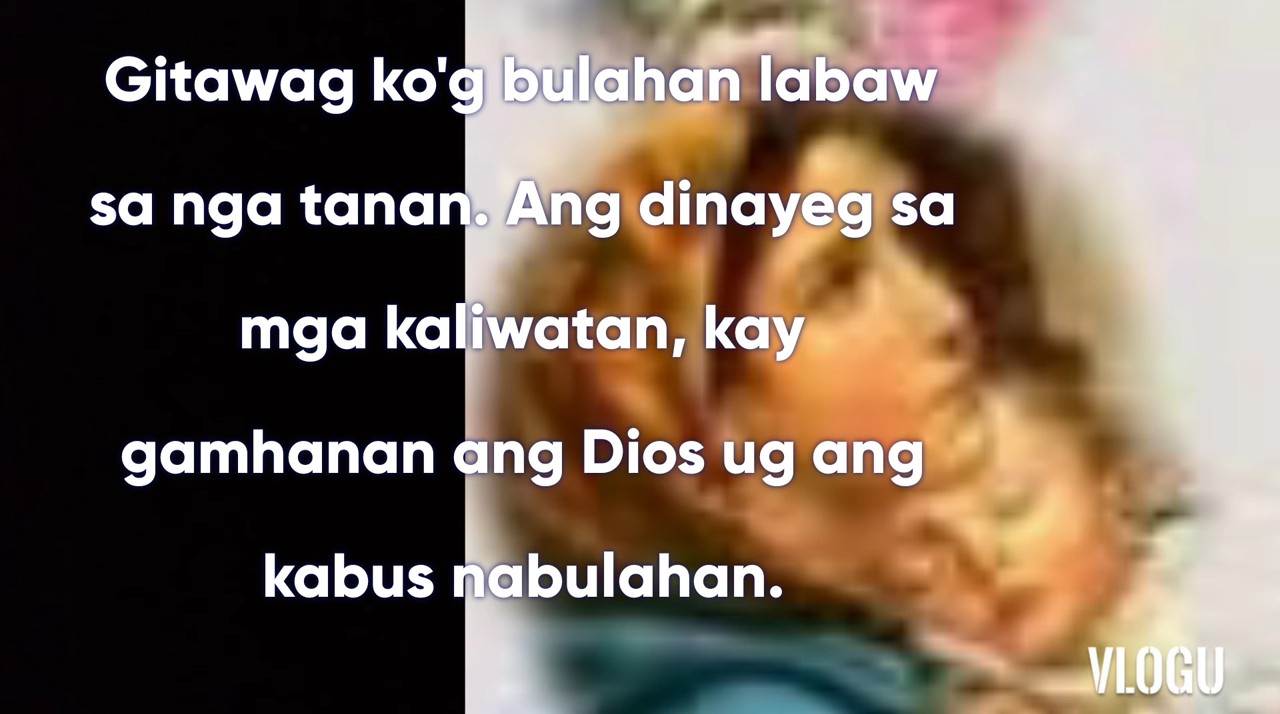 Gitawag ko'g bulahan labaw
sa nga tanan. Ang dinayeg sa
mga kaliwatan, kay
gamhanan ang Dios ug ang
kabus nabulahan.
VLOGU